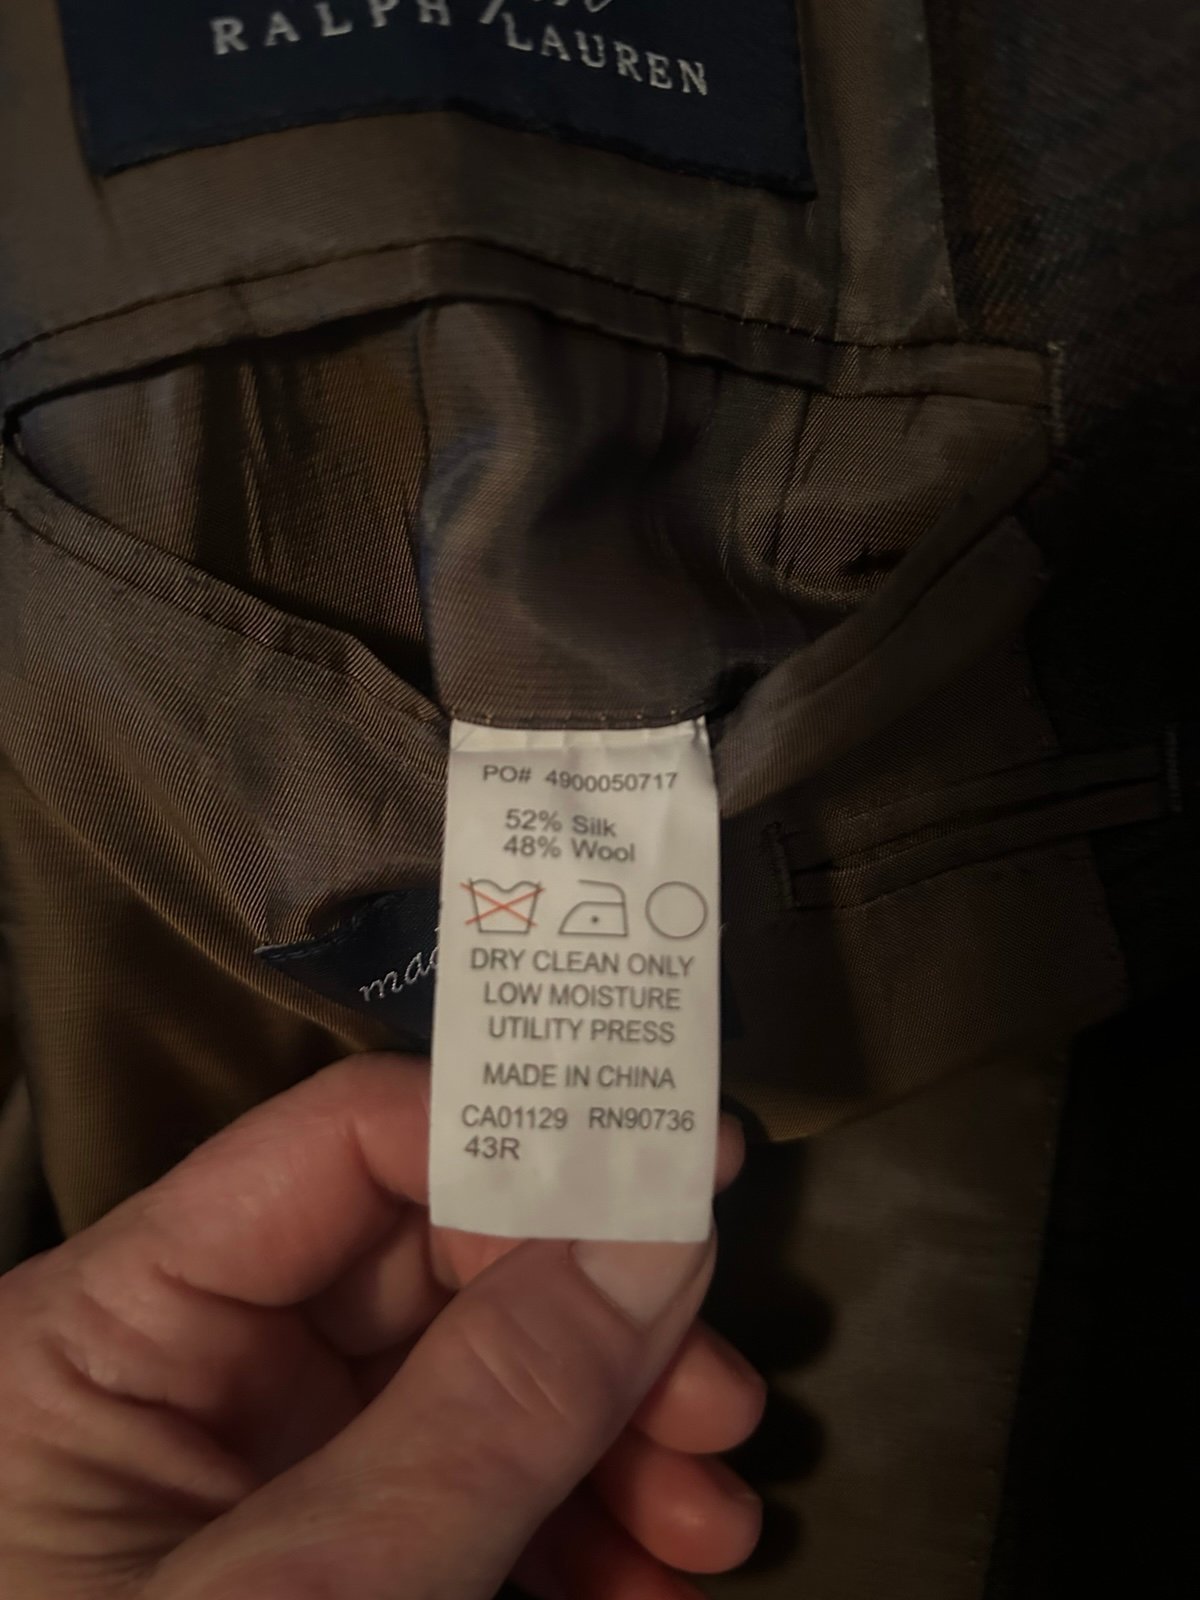 RALPH LAUREN
PO# 4900050717
52% Silk
48% Wool
DRY CLEAN ONLY
LOW MOISTURE
UTILITY PRESS
MADE IN CHINA
CA01129 RN90736
43R